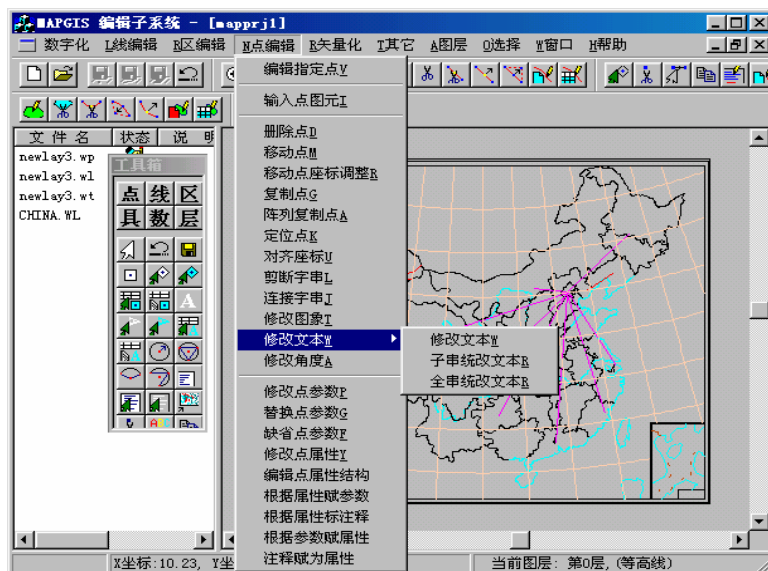 MAPGIS 编辑子系统 - [mapprj1]
数字化 L线编辑 R区编辑 N点编辑 R矢量化 T其它 A图层 Q选择 W窗口 H帮助
文件名 状态 说 明
newlay3.wp
newlay3.wl
newlay3.wt
CHINA.WL
工具箱
点 线 区
具 数 层
编辑指定点V
输入点图元I
删除点D
移动点M
移动点座标调整R
复制点G
阵列复制点A
定位点K
对齐座标U
剪断字串L
连接字串J
修改图象T
修改文本W
修改角度A
修改点参数P
替换点参数G
缺省点参数F
修改点属性Y
编辑点属性结构
根据属性赋参数
根据属性标注释
根据参数赋属性
注释赋为属性
修改文本W
子串统改文本R
全串统改文本R
X坐标:10.23, Y坐
当前图层: 第0层,(等高线)